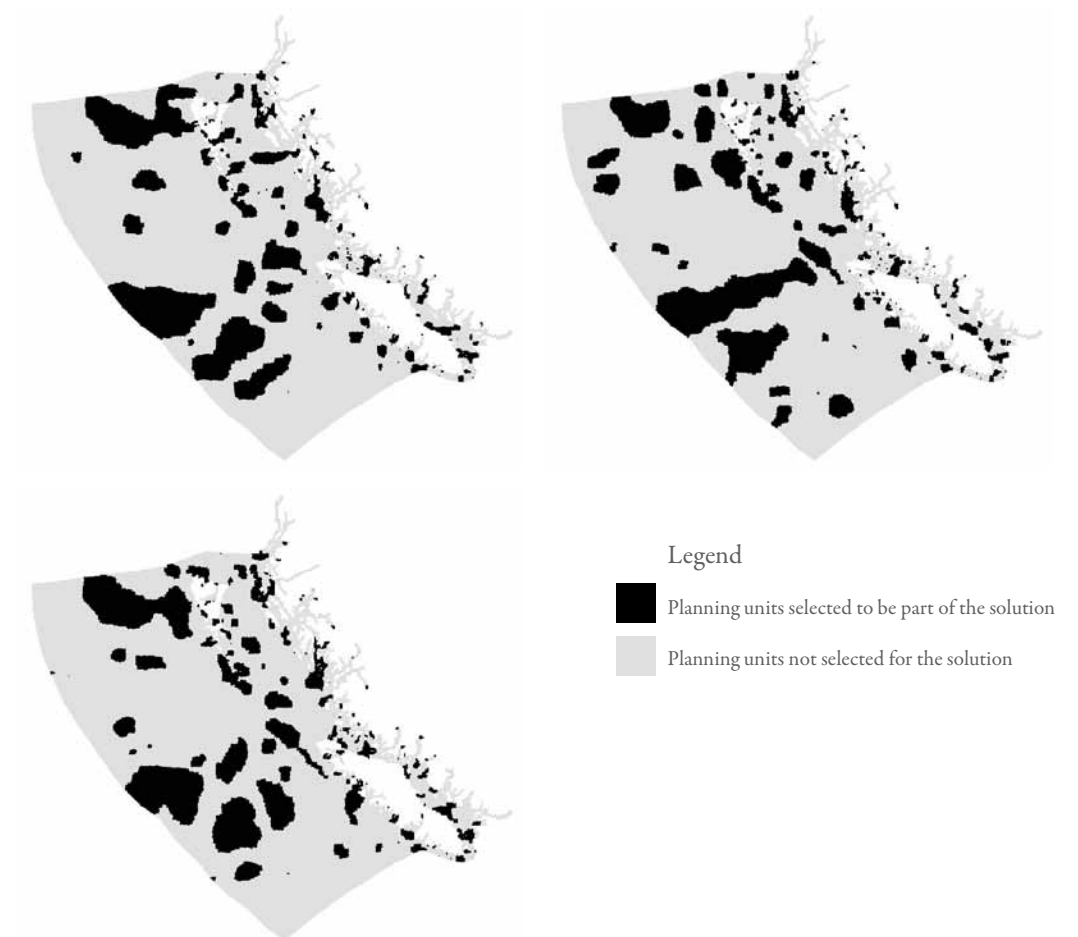 Legend
Planning units selected to be part of the solution
Planning units not selected for the solution